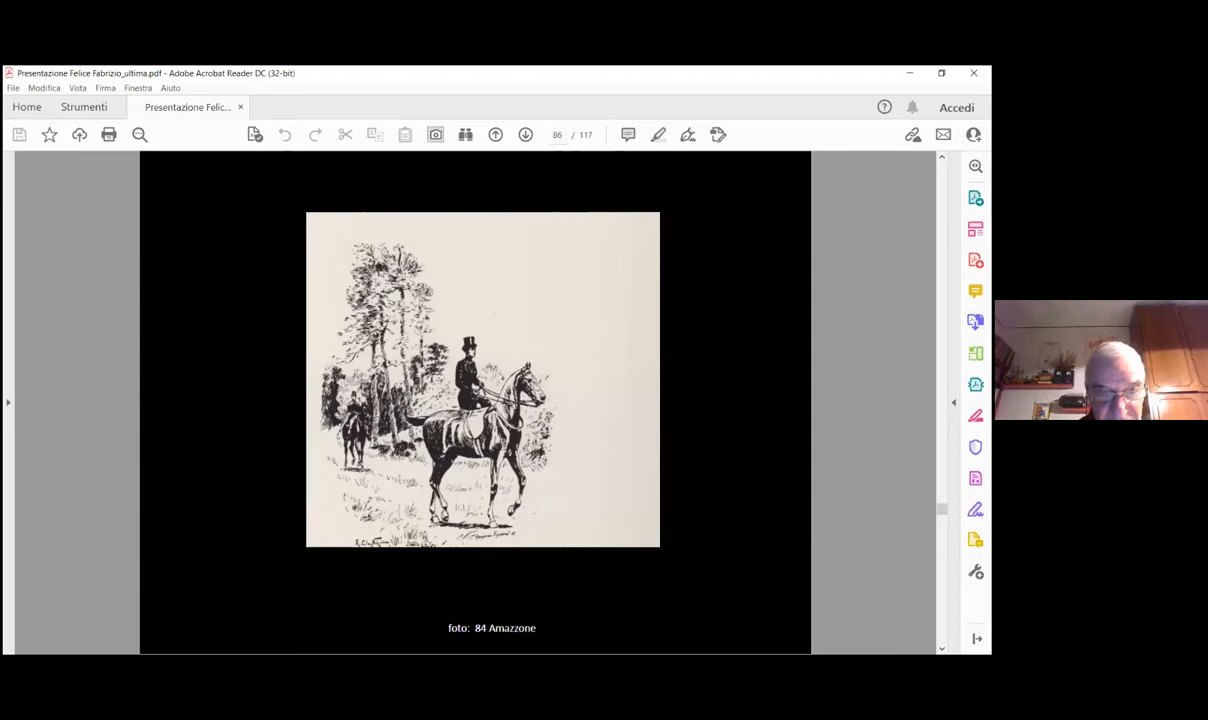 Presentazione Felice Fabrizio_ultima.pdf - Adobe Acrobat Reader DC (32-bit)
File Modifica Vista Firma Finestra Aiuto
Home Strumenti Presentazione Felic... × Accedi
86 / 117
foto: 84 Amazzone